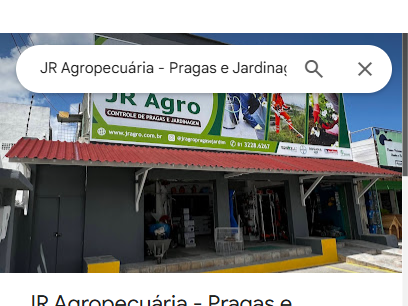 JR Agropecuária - Pragas e Jardinag
JR Agro
CONTROLE DE PRAGAS E JARDINAGEM
www.jragro.com.br
81 3228.6267
JR Agropecuária - Pragas e